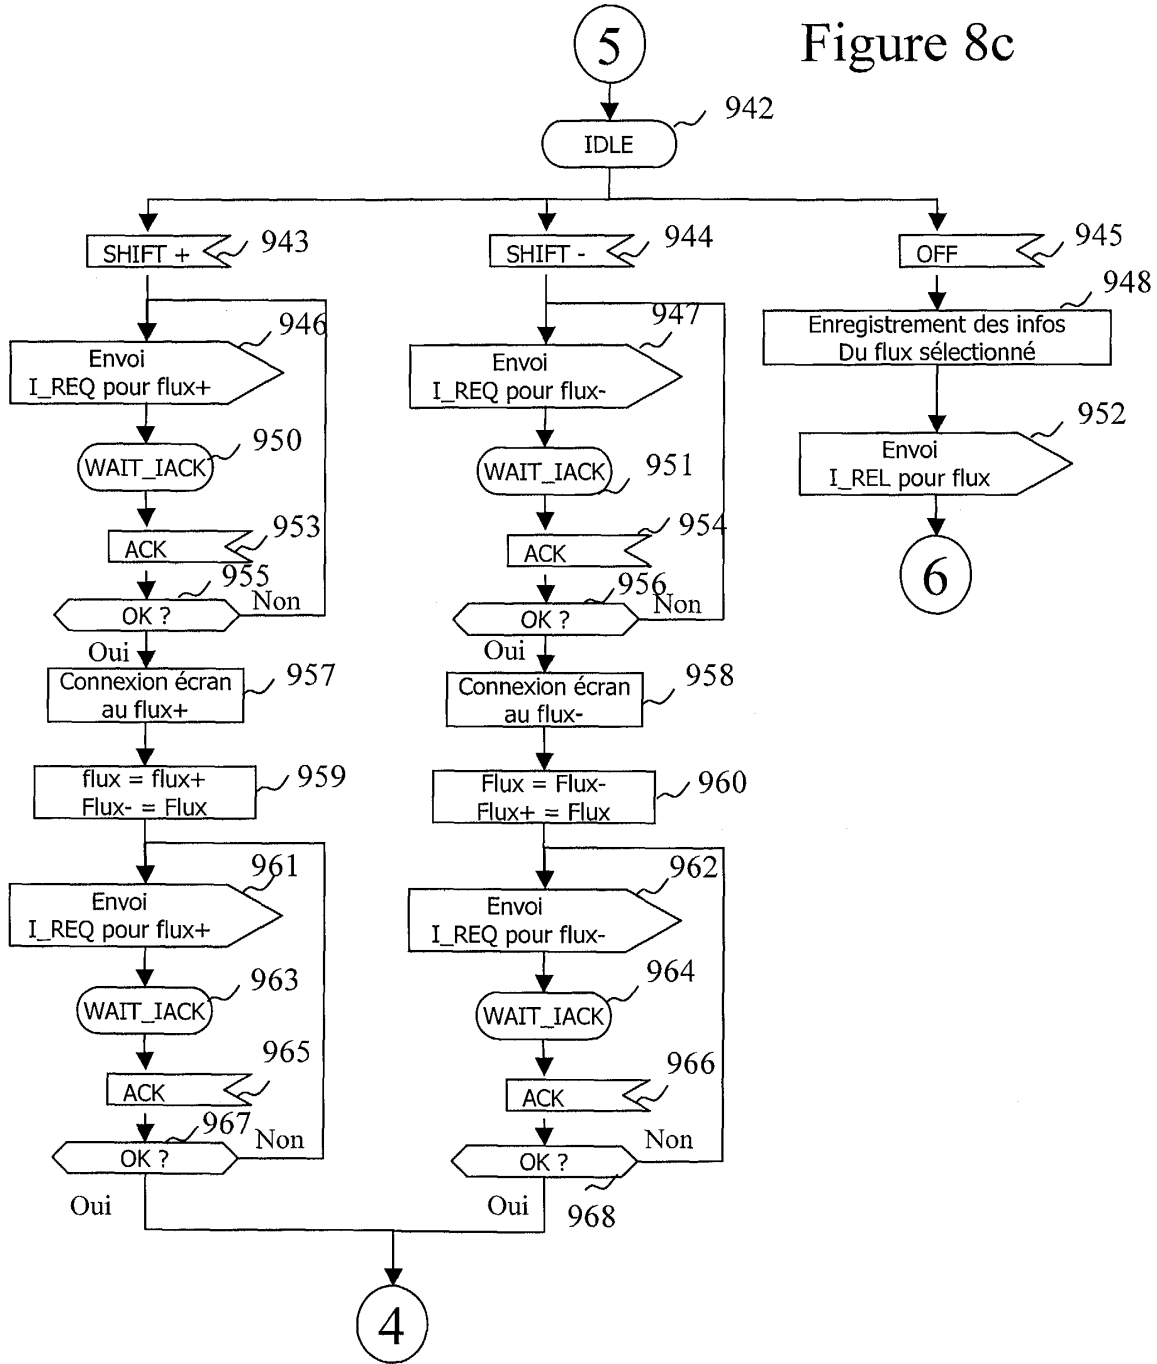 Figure 8c
5
942
IDLE
SHIFT +
943
SHIFT -
944
OFF
945
946
Envoi
I_REQ pour flux+
947
Envoi
I_REQ pour flux-
948
Enregistrement des infos
Du flux sélectionné
950
WAIT_IACK
951
WAIT_IACK
952
Envoi
I_REL pour flux
953
ACK
954
ACK
6
955
OK ?
Non
956
OK ?
Non
Oui
Oui
957
Connexion écran
au flux+
958
Connexion écran
au flux-
959
flux = flux+
Flux- = Flux
960
Flux = Flux-
Flux+ = Flux
961
Envoi
I_REQ pour flux+
962
Envoi
I_REQ pour flux-
963
WAIT_IACK
964
WAIT_IACK
965
ACK
966
ACK
967
OK ?
Non
OK ?
Non
968
Oui
Oui
4